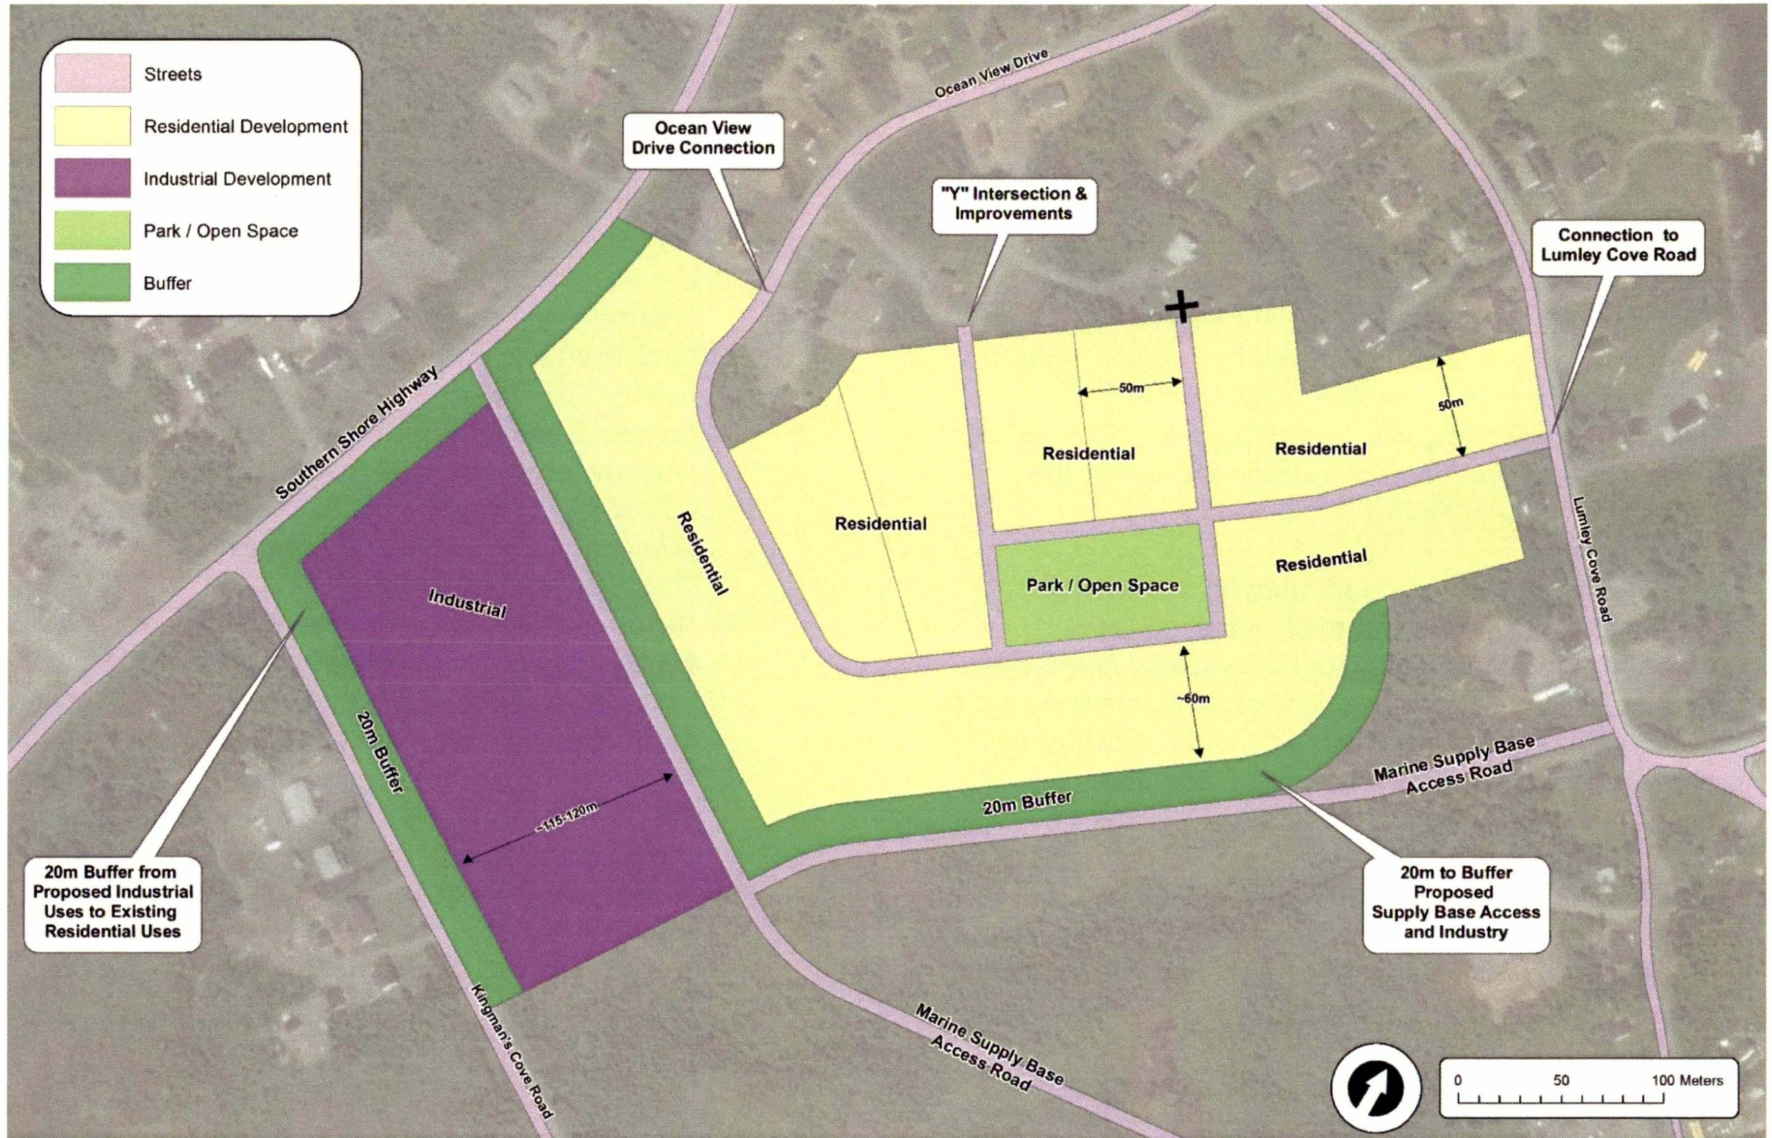 Streets
Residential Development
Industrial Development
Park / Open Space
Buffer
Ocean View Drive
Ocean View
Drive Connection
"Y" Intersection &
Improvements
Connection to
Lumley Cove Road
Southern Shore Highway
50m
50m
Residential
Residential
Residential
Residential
Residential
Park / Open Space
Lumley Cove Road
Industrial
20m Buffer
~60m
~115-120m
20m Buffer
Marine Supply Base
Access Road
20m Buffer from
Proposed Industrial
Uses to Existing
Residential Uses
20m to Buffer
Proposed
Supply Base Access
and Industry
Kingman's Cove Road
Marine Supply Base
Access Road
0 50 100 Meters